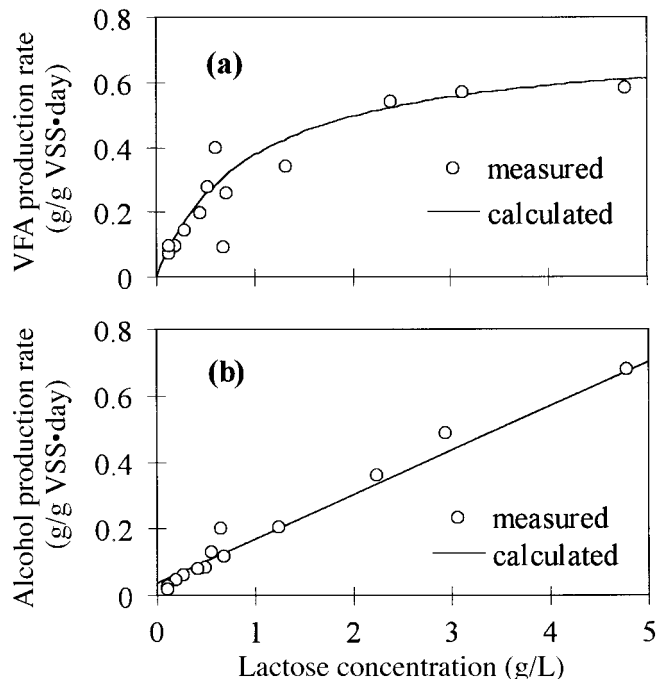 VFA production rate
(g/g VSS•day)
0.8
0.6
0.4
0.2
0
(a)
measured
calculated
Alcohol production rate
(g/g VSS•day)
0.8
0.6
0.4
0.2
0
(b)
measured
calculated
0 1 2 3 4 5
Lactose concentration (g/L)